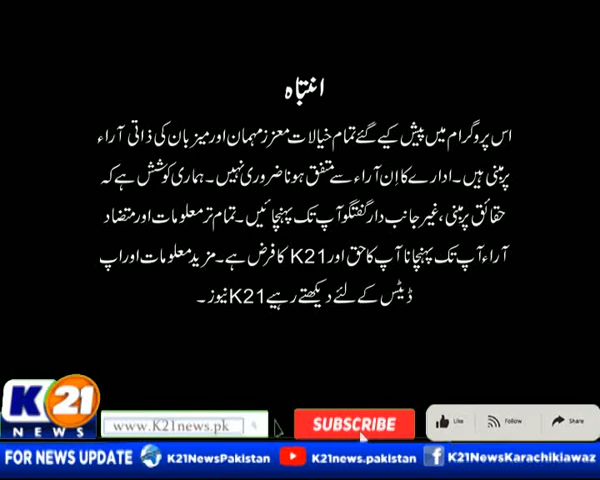 انتباہ
اس پروگرام میں پیش کیے گئے تمام خیالات معزز مہمان اور میزبان کی ذاتی آراء
پر مبنی ہیں۔ ادارے کا اِن آراء سے متفق ہونا ضروری نہیں۔ ہماری کوشش ہے کہ
حقائق پر مبنی، غیر جانب دار گفتگو آپ تک پہنچائیں۔ تمام تر معلومات اور متضاد
آراء آپ تک پہنچانا آپ کا حق اور K21 کا فرض ہے۔ مزید معلومات اور اپ
ڈیٹس کے لئے دیکھتے رہیے K21 نیوز۔
K21
NEWS
www.K21news.pk
SUBSCRIBE
Like
Follow
Share
FOR NEWS UPDATE
K21NewsPakistan
K21news.pakistan
K21NewsKarachikiawaz